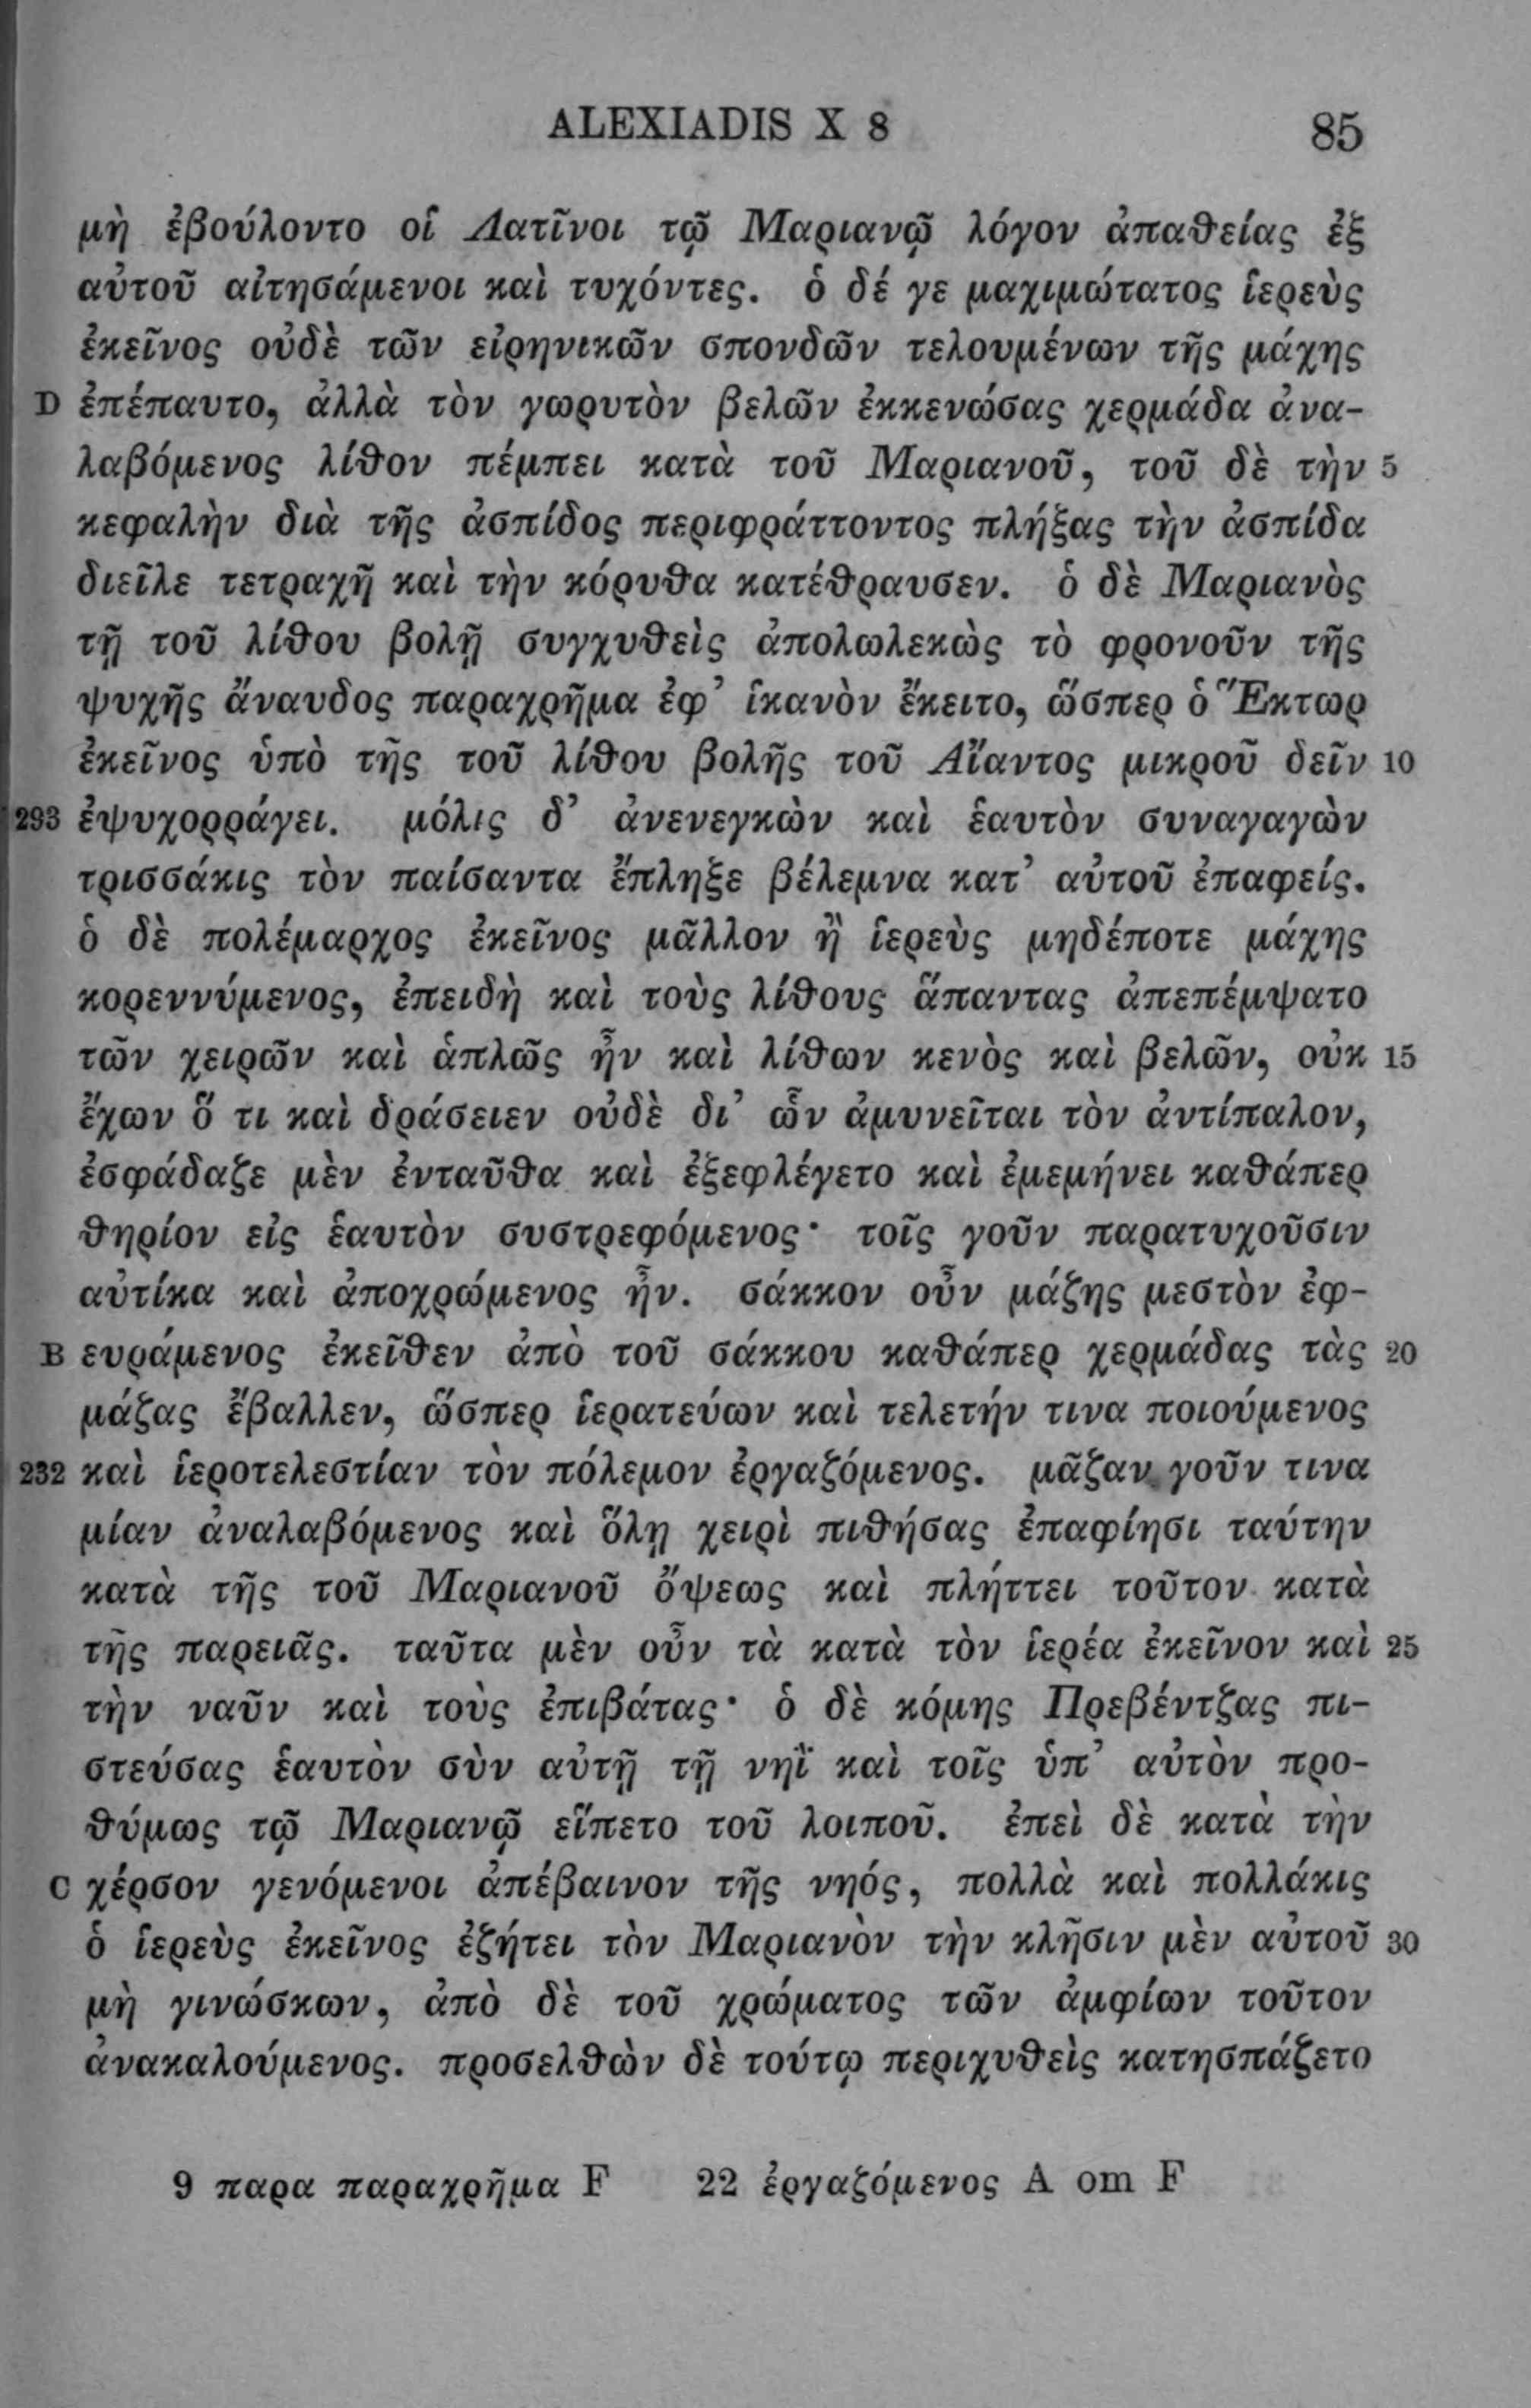 ALEXIADIS X 8 85
μὴ ἐβούλοντο οἱ Λατῖνοι τῷ Μαριανῷ λόγον ἀπαθείας ἐξ
αὐτοῦ αἰτησάμενοι καὶ τυχόντες. ὁ δέ γε μαχιμώτατος ἱερεὺς
ἐκεῖνος οὐδὲ τῶν εἰρηνικῶν σπονδῶν τελουμένων τῆς μάχης
D ἐπέπαυτο, ἀλλὰ τὸν γωρυτὸν βελῶν ἐκκενώσας χερμάδα ἀνα-
λαβόμενος λίθον πέμπει κατὰ τοῦ Μαριανοῦ, τοῦ δὲ τὴν 5
κεφαλὴν διὰ τῆς ἀσπίδος περιφράττοντος πλήξας τὴν ἀσπίδα
διεῖλε τετραχῇ καὶ τὴν κόρυθα κατέθραυσεν. ὁ δὲ Μαριανὸς
τῇ τοῦ λίθου βολῇ συγχυθεὶς ἀπολωλεκὼς τὸ φρονοῦν τῆς
ψυχῆς ἄναυδος παραχρῆμα ἐφ’ ἱκανὸν ἔκειτο, ὥσπερ ὁ Ἕκτωρ
ἐκεῖνος ὑπὸ τῆς τοῦ λίθου βολῆς τοῦ Αἴαντος μικροῦ δεῖν 10
293 ἐψυχορράγει. μόλις δ’ ἀνενεγκὼν καὶ ἑαυτὸν συναγαγὼν
τρισσάκις τὸν παίσαντα ἔπληξε βέλεμνα κατ’ αὐτοῦ ἐπαφείς.
ὁ δὲ πολέμαρχος ἐκεῖνος μᾶλλον ἢ ἱερεὺς μηδέποτε μάχης
κορεννύμενος, ἐπειδὴ καὶ τοὺς λίθους ἅπαντας ἀπεπέμψατο
τῶν χειρῶν καὶ ἁπλῶς ἦν καὶ λίθων κενὸς καὶ βελῶν, οὐκ 15
ἔχων ὅ τι καὶ δράσειεν οὐδὲ δι’ ὧν ἀμυνεῖται τὸν ἀντίπαλον,
ἐσφάδαζε μὲν ἐνταῦθα καὶ ἐξεφλέγετο καὶ ἐμεμήνει καθάπερ
θηρίον εἰς ἑαυτὸν συστρεφόμενος· τοῖς γοῦν παρατυχοῦσιν
αὐτίκα καὶ ἀποχρώμενος ἦν. σάκκον οὖν μάζης μεστὸν ἐφ-
B ευράμενος ἐκεῖθεν ἀπὸ τοῦ σάκκου καθάπερ χερμάδας τὰς 20
μάζας ἔβαλλεν, ὥσπερ ἱερατεύων καὶ τελετήν τινα ποιούμενος
232 καὶ ἱεροτελεστίαν τὸν πόλεμον ἐργαζόμενος. μᾶζαν γοῦν τινα
μίαν ἀναλαβόμενος καὶ ὅλῃ χειρὶ πιθήσας ἐπαφίησι ταύτην
κατὰ τῆς τοῦ Μαριανοῦ ὄψεως καὶ πλήττει τοῦτον κατὰ
τῆς παρειᾶς. ταῦτα μὲν οὖν τὰ κατὰ τὸν ἱερέα ἐκεῖνον καὶ 25
τὴν ναῦν καὶ τοὺς ἐπιβάτας· ὁ δὲ κόμης Πρεβέντζας πι-
στεύσας ἑαυτὸν σὺν αὐτῇ τῇ νηῒ καὶ τοῖς ὑπ’ αὐτὸν προ-
θύμως τῷ Μαριανῷ εἵπετο τοῦ λοιποῦ. ἐπεὶ δὲ κατὰ τὴν
C χέρσον γενόμενοι ἀπέβαινον τῆς νηός, πολλὰ καὶ πολλάκις
ὁ ἱερεὺς ἐκεῖνος ἐζήτει τὸν Μαριανὸν τὴν κλῆσιν μὲν αὐτοῦ 30
μὴ γινώσκων, ἀπὸ δὲ τοῦ χρώματος τῶν ἀμφίων τοῦτον
ἀνακαλούμενος. προσελθὼν δὲ τούτῳ περιχυθεὶς κατησπάζετο
9 παρα παραχρῆμα F 22 ἐργαζόμενος A om F